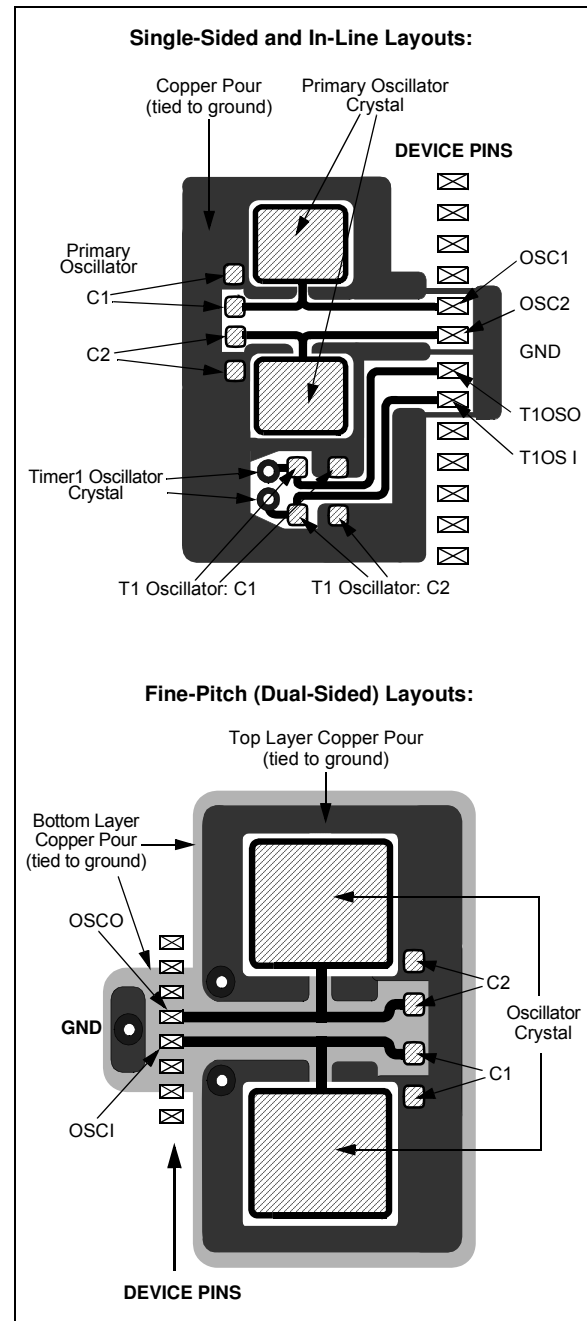 Single-Sided and In-Line Layouts:
Copper Pour
(tied to ground)
Primary Oscillator
Crystal
DEVICE PINS
Primary
Oscillator
C1
C2
OSC1
OSC2
GND
T1OSO
T1OS I
Timer1 Oscillator
Crystal
T1 Oscillator: C1
T1 Oscillator: C2
Fine-Pitch (Dual-Sided) Layouts:
Top Layer Copper Pour
(tied to ground)
Bottom Layer
Copper Pour
(tied to ground)
OSCO
GND
OSCI
C2
Oscillator
Crystal
C1
DEVICE PINS